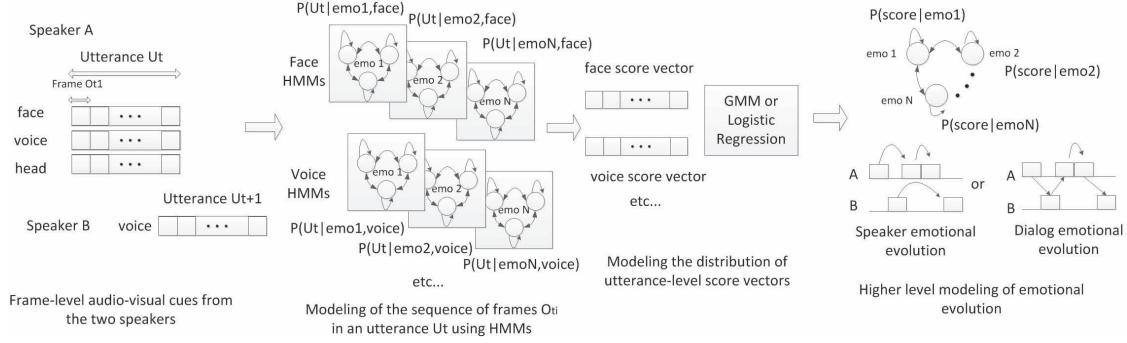 Speaker A
Utterance Ut
Frame Ot1
face
voice
head
Utterance Ut+1
Speaker B
voice
Frame-level audio-visual cues from
the two speakers
P(Ut|emo1,face)
P(Ut|emo2,face)
P(Ut|emoN,face)
Face
HMMs
emo 1
emo 2
emo N
Voice
HMMs
emo 1
emo 2
emo N
P(Ut|emo1,voice)
P(Ut|emo2,voice)
P(Ut|emoN,voice)
etc...
Modeling of the sequence of frames Oti
in an utterance Ut using HMMs
face score vector
voice score vector
etc...
GMM or
Logistic
Regression
Modeling the distribution of
utterance-level score vectors
P(score|emo1)
emo 1
emo 2
P(score|emo2)
emo N
P(score|emoN)
A
B
or
A
B
Speaker emotional
evolution
Dialog emotional
evolution
Higher level modeling of emotional
evolution